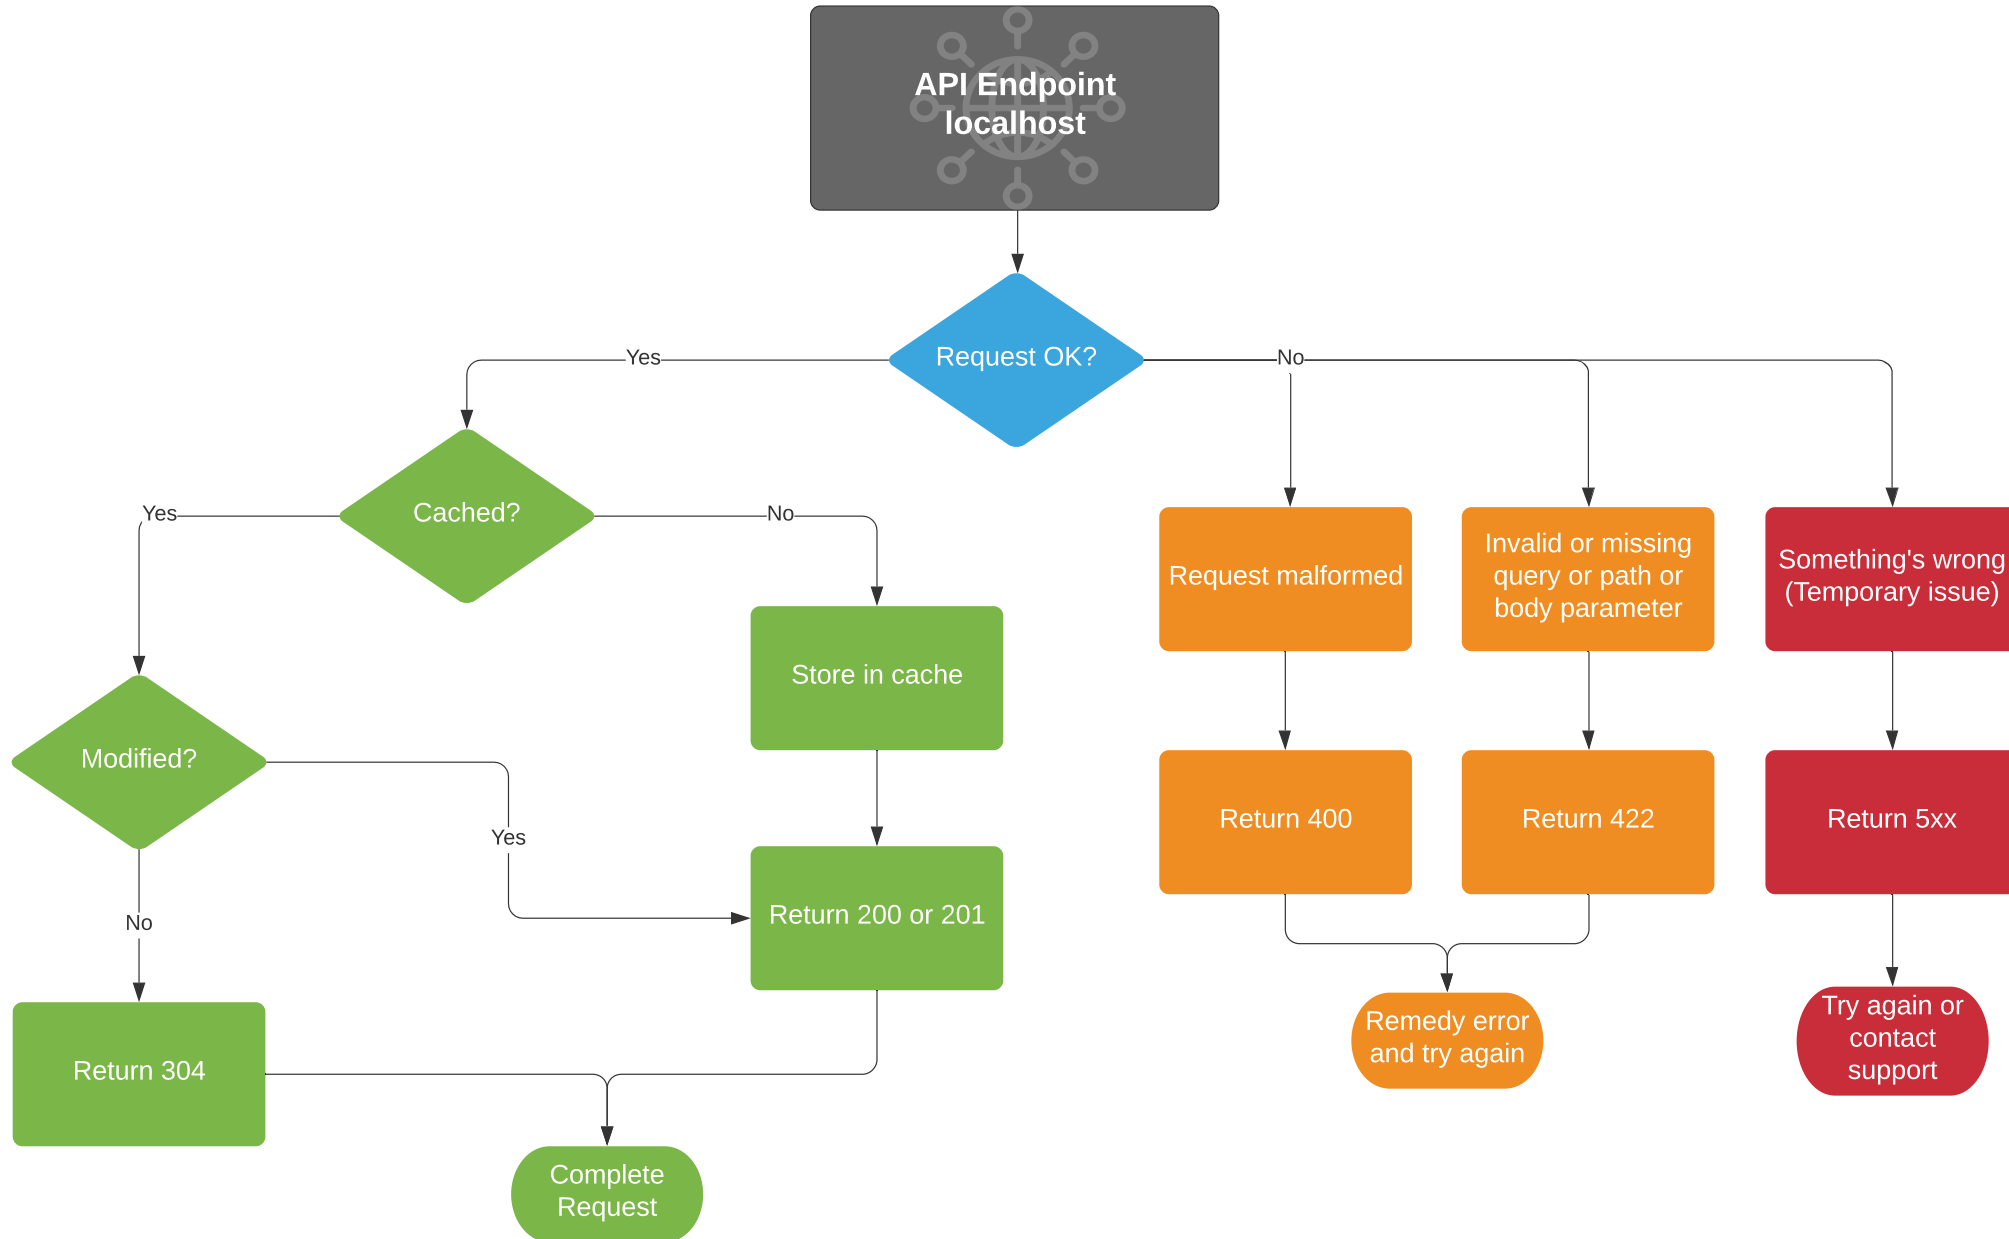 API Endpoint
localhost
Request OK?
Yes
No
Cached?
Yes
No
Request malformed
Invalid or missing
query or path or
body parameter
Something's wrong
(Temporary issue)
Store in cache
Modified?
Yes
No
Return 400
Return 422
Return 5xx
Return 200 or 201
Return 304
Remedy error
and try again
Try again or
contact
support
Complete
Request